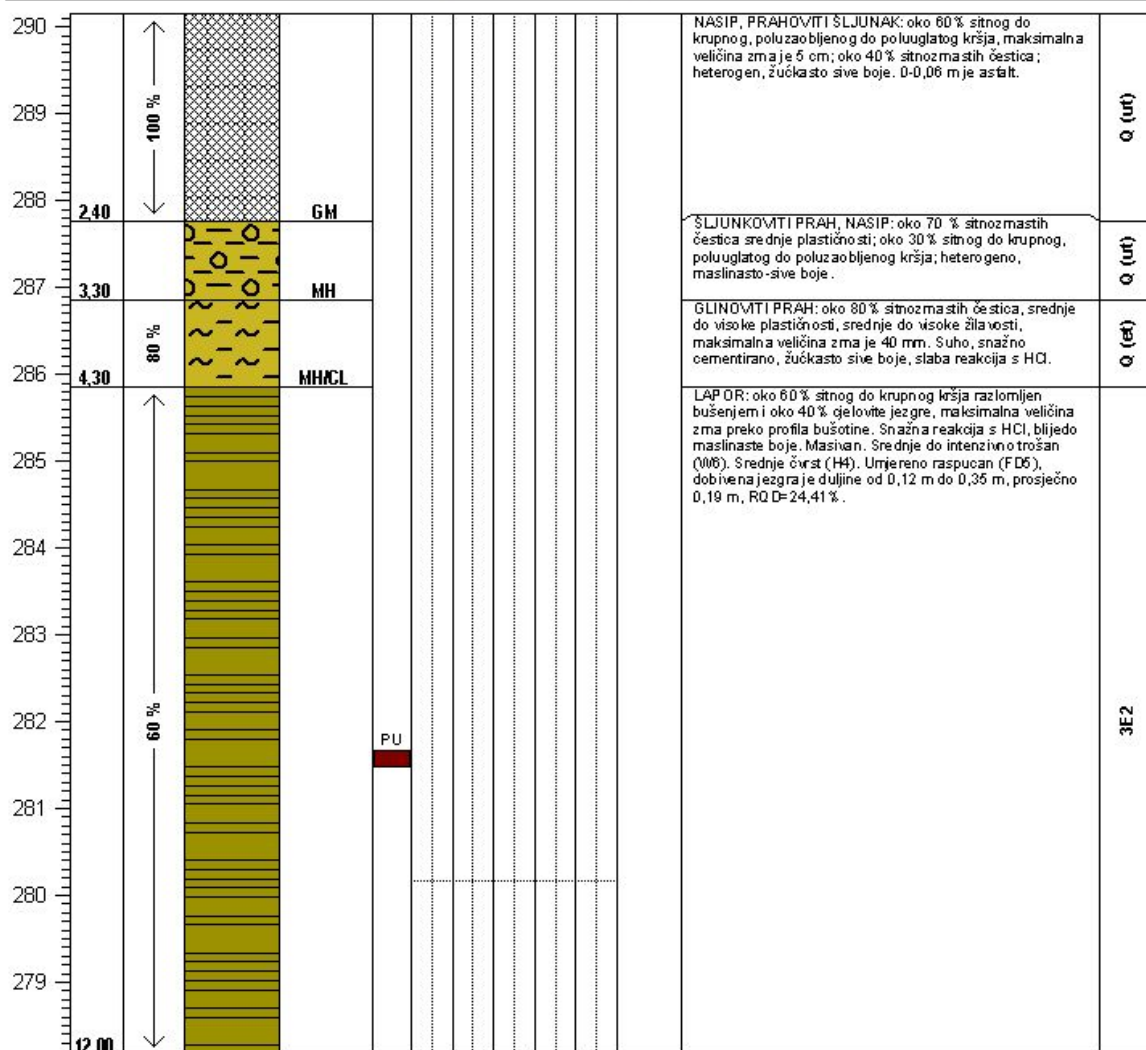 290
289
288
287
286
285
284
283
282
281
280
279
2,40
3,30
4,30
12,00
100 %
80 %
60 %
GM
MH
MH/CL
PU
NASIP, PRAHOVITI ŠLJUNAK: oko 60% sitnog do
krupnog, poluzaobljenog do poluuglatog kršja, maksimalna
veličina zrna je 5 cm; oko 40% sitnozrnastih čestica;
heterogen, žućkasto sive boje. 0-0,06 m je asfalt.
ŠLJUNKOVITI PRAH, NASIP: oko 70 % sitnozrnastih
čestica srednje plastičnosti; oko 30% sitnog do krupnog,
poluuglatog do poluzaobljenog kršja; heterogeno,
maslinasto-sive boje.
GLINOVITI PRAH: oko 80% sitnozrnastih čestica, srednje
do visoke plastičnosti, srednje do visoke žilavosti,
maksimalna veličina zrna je 40 mm. Suho, snažno
cementirano, žućkasto sive boje, slaba reakcija s HCl.
LAPOR: oko 60% sitnog do krupnog kršja razlomljen
bušenjem i oko 40% cjelovite jezgre, maksimalna veličina
zrna preko profila bušotine. Snažna reakcija s HCl, blijedo
maslinaste boje. Masivan. Srednje do intenzivno trošan
(W6). Srednje čvrst (H4). Umjereno raspucan (FD5),
dobivena jezgra je duljine od 0,12 m do 0,35 m, prosječno
0,19 m, RQD=24,41%.
Q (ut)
Q (ut)
Q (et)
3E2